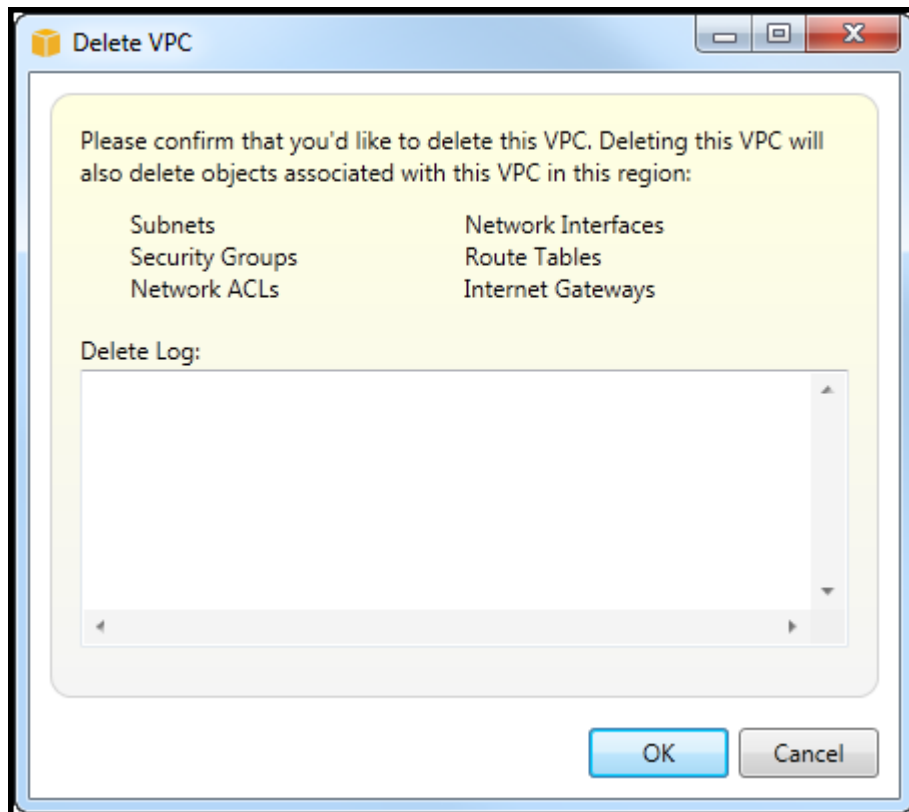 Delete VPC
Please confirm that you'd like to delete this VPC. Deleting this VPC will
also delete objects associated with this VPC in this region:
Subnets Network Interfaces
Security Groups Route Tables
Network ACLs Internet Gateways
Delete Log:
OK Cancel